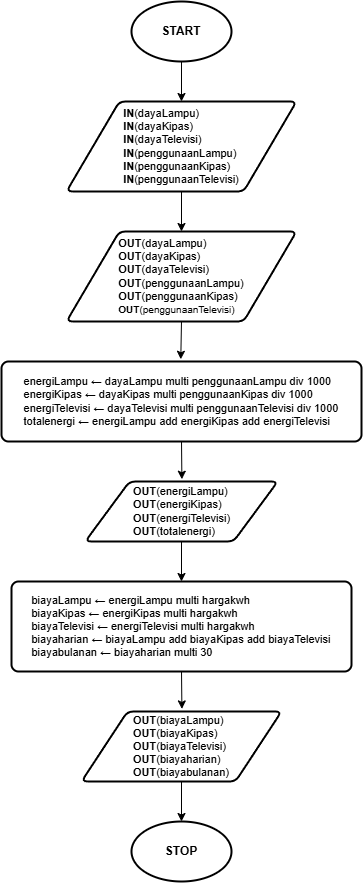 START
IN(dayaLampu)
IN(dayaKipas)
IN(dayaTelevisi)
IN(penggunaanLampu)
IN(penggunaanKipas)
IN(penggunaanTelevisi)
OUT(dayaLampu)
OUT(dayaKipas)
OUT(dayaTelevisi)
OUT(penggunaanLampu)
OUT(penggunaanKipas)
OUT(penggunaanTelevisi)
energiLampu ← dayaLampu multi penggunaanLampu div 1000
energiKipas ← dayaKipas multi penggunaanKipas div 1000
energiTelevisi ← dayaTelevisi multi penggunaanTelevisi div 1000
totalenergi ← energiLampu add energiKipas add energiTelevisi
OUT(energiLampu)
OUT(energiKipas)
OUT(energiTelevisi)
OUT(totalenergi)
biayaLampu ← energiLampu multi hargakwh
biayaKipas ← energiKipas multi hargakwh
biayaTelevisi ← energiTelevisi multi hargakwh
biayaharian ← biayaLampu add biayaKipas add biayaTelevisi
biayabulanan ← biayaharian multi 30
OUT(biayaLampu)
OUT(biayaKipas)
OUT(biayaTelevisi)
OUT(biayaharian)
OUT(biayabulanan)
STOP